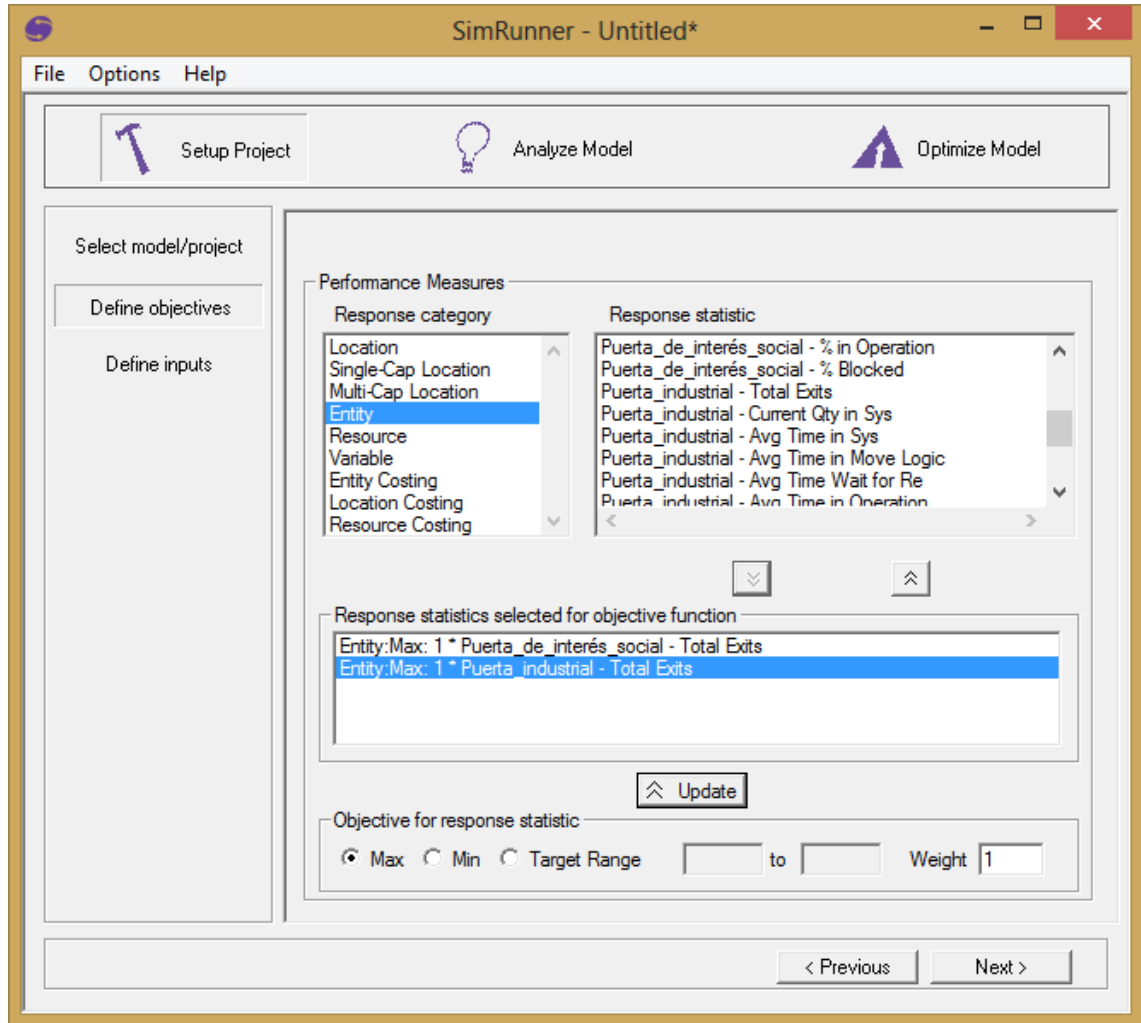 SimRunner - Untitled*
File Options Help
Setup Project
Analyze Model
Optimize Model
Select model/project
Define objectives
Define inputs
Performance Measures
Response category
Location
Single-Cap Location
Multi-Cap Location
Entity
Resource
Variable
Entity Costing
Location Costing
Resource Costing
Response statistic
Puerta_de_interés_social - % in Operation
Puerta_de_interés_social - % Blocked
Puerta_industrial - Total Exits
Puerta_industrial - Current Qty in Sys
Puerta_industrial - Avg Time in Sys
Puerta_industrial - Avg Time in Move Logic
Puerta_industrial - Avg Time Wait for Re
Puerta_industrial - Avg Time in Operation
Response statistics selected for objective function
Entity:Max: 1 * Puerta_de_interés_social - Total Exits
Entity:Max: 1 * Puerta_industrial - Total Exits
Update
Objective for response statistic
Max Min Target Range to Weight 1
< Previous Next >